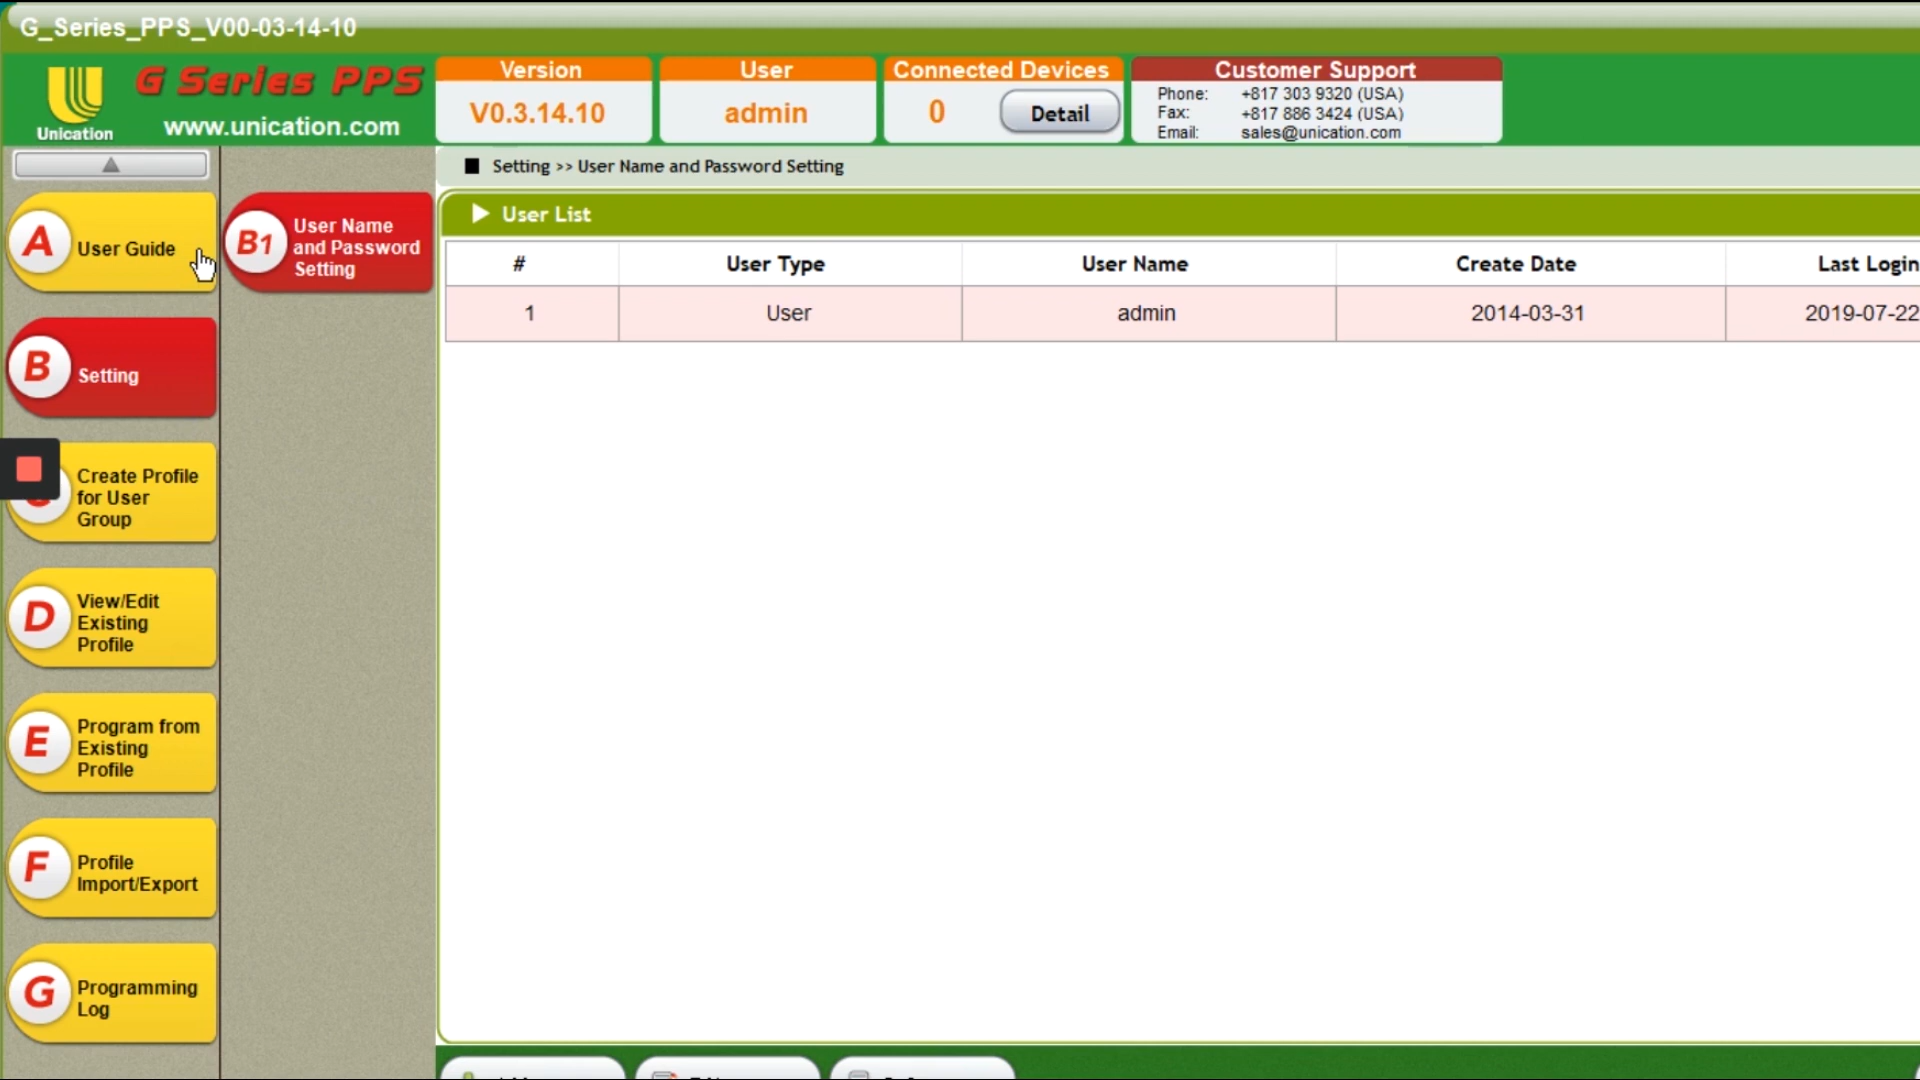 G_Series_PPS_V00-03-14-10
Unication
G Series PPS
www.unication.com
Version
V0.3.14.10
User
admin
Connected Devices
0
Detail
Customer Support
Phone: +817 303 9320 (USA)
Fax: +817 886 3424 (USA)
Email: sales@unication.com
A
User Guide
B
Setting
Create Profile
for User
Group
D
View/Edit
Existing
Profile
E
Program from
Existing
Profile
F
Profile
Import/Export
G
Programming
Log
B1
User Name
and Password
Setting
Setting >> User Name and Password Setting
User List
# User Type User Name Create Date Last Login
1 User admin 2014-03-31 2019-07-22